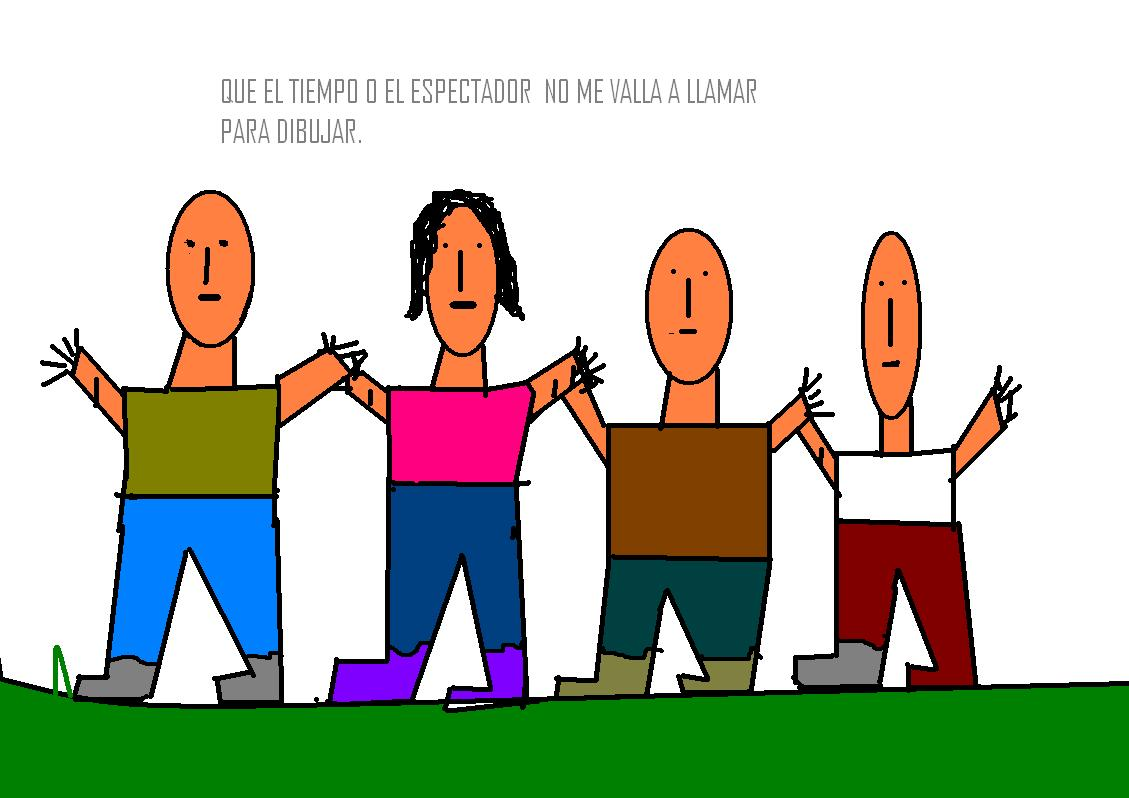 QUE EL TIEMPO O EL ESPECTADOR NO ME VALLA A LLAMAR
PARA DIBUJAR.